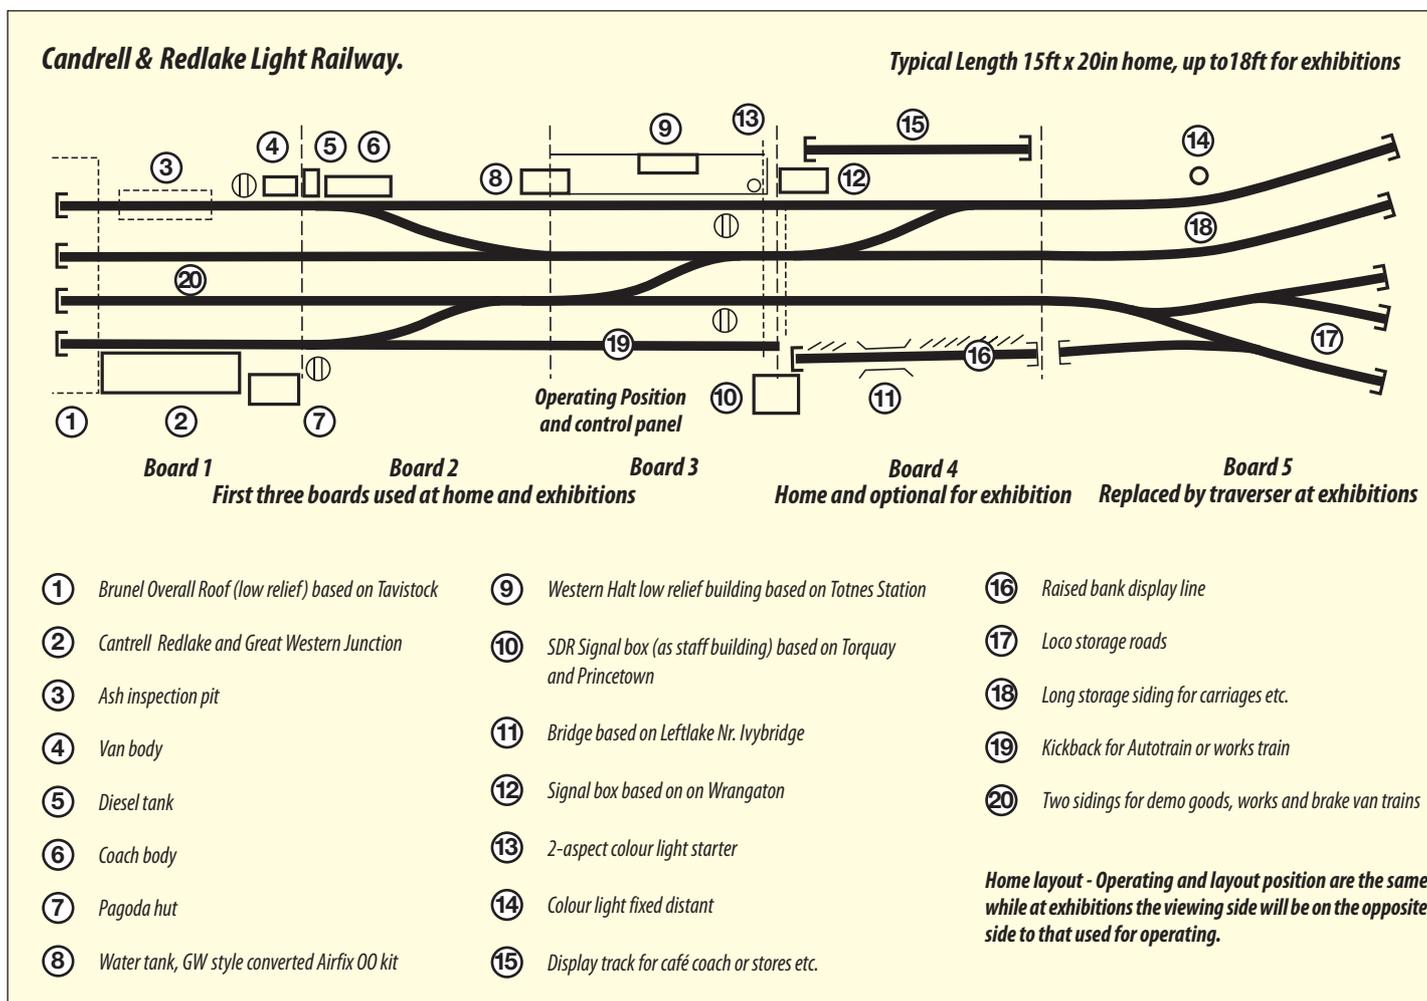 Candrell & Redlake Light Railway.
Typical Length 15ft x 20in home, up to18ft for exhibitions
13
15
14
9
4
5
6
3
8
12
18
20
17
19
16
Operating Position
and control panel
10
11
1
2
7
Board 1
Board 2
Board 3
Board 4
Board 5
First three boards used at home and exhibitions
Home and optional for exhibition
Replaced by traverser at exhibitions
1 Brunel Overall Roof (low relief) based on Tavistock
2 Cantrell Redlake and Great Western Junction
3 Ash inspection pit
4 Van body
5 Diesel tank
6 Coach body
7 Pagoda hut
8 Water tank, GW style converted Airfix OO kit
9 Western Halt low relief building based on Totnes Station
10 SDR Signal box (as staff building) based on Torquay
and Princetown
11 Bridge based on Leftlake Nr. Ivybridge
12 Signal box based on on Wrangaton
13 2-aspect colour light starter
14 Colour light fixed distant
15 Display track for café coach or stores etc.
16 Raised bank display line
17 Loco storage roads
18 Long storage siding for carriages etc.
19 Kickback for Autotrain or works train
20 Two sidings for demo goods, works and brake van trains
Home layout - Operating and layout position are the same
while at exhibitions the viewing side will be on the opposite
side to that used for operating.